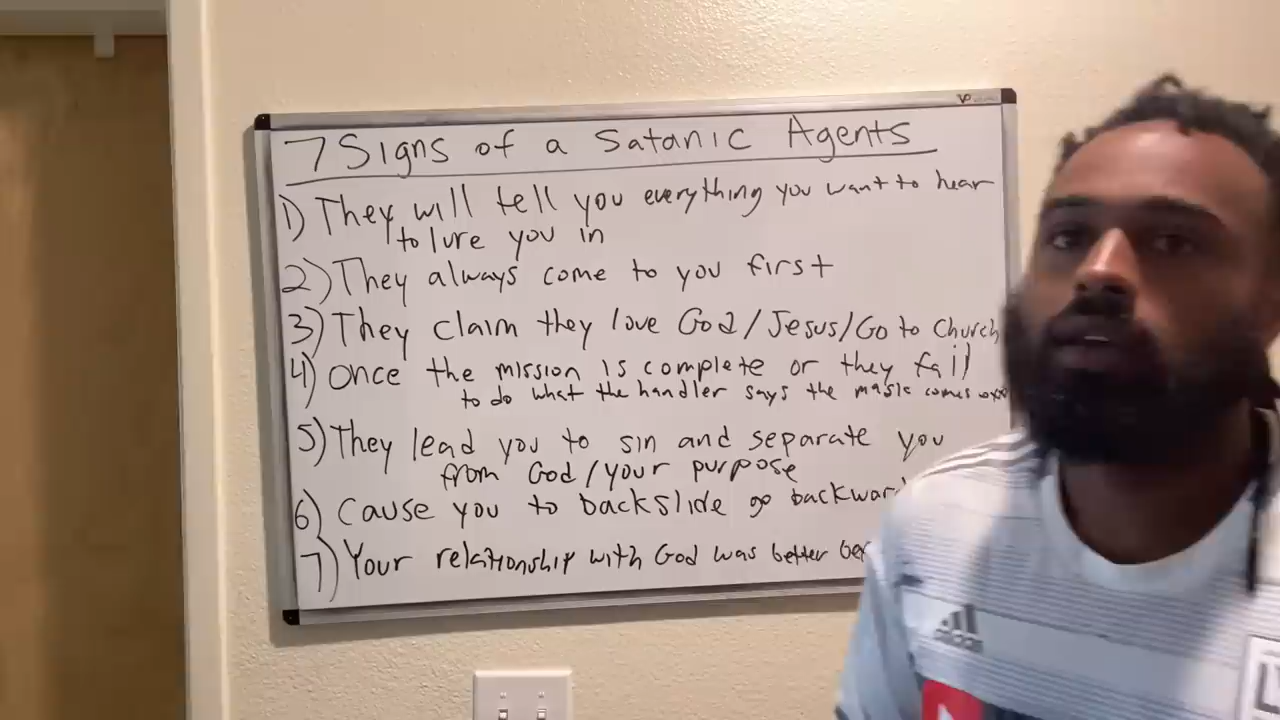 7 Signs of a Satanic Agents
1) They will tell you everything you want to hear
to lure you in
2) They always come to you first
3) They claim they love God/Jesus/Go to Church
4) Once the mission is complete or they fail
to do what the handler says the mask comes
5) They lead you to sin and separate you
from God/your purpose
6) Cause you to backslide go
7) Your relationship with God was better
adidas